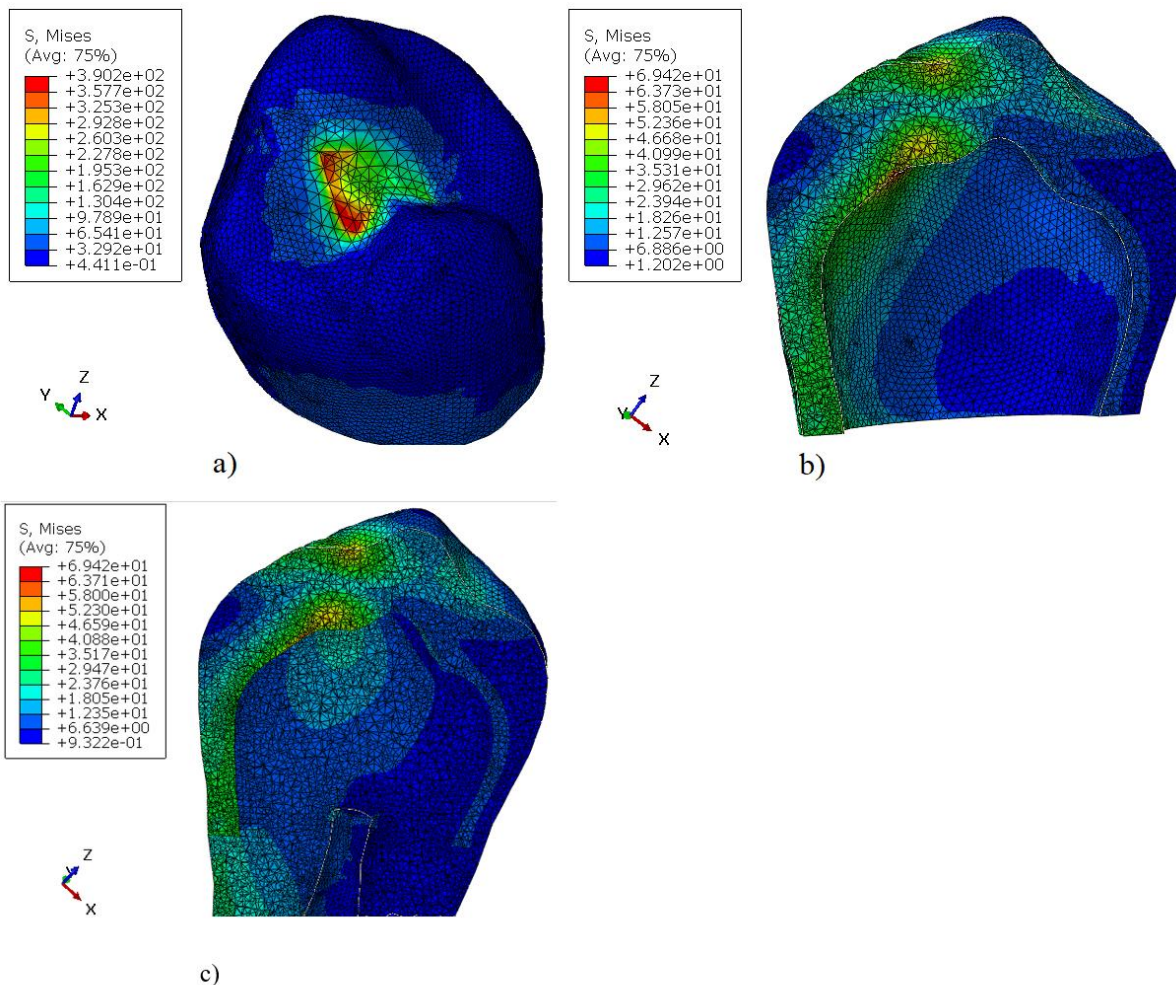 S, Mises
(Avg: 75%)
+3.902e+02
+3.577e+02
+3.253e+02
+2.928e+02
+2.603e+02
+2.278e+02
+1.953e+02
+1.629e+02
+1.304e+02
+9.789e+01
+6.541e+01
+3.292e+01
+4.411e-01
Z
Y
X
a)
S, Mises
(Avg: 75%)
+6.942e+01
+6.373e+01
+5.805e+01
+5.236e+01
+4.668e+01
+4.099e+01
+3.531e+01
+2.962e+01
+2.394e+01
+1.826e+01
+1.257e+01
+6.886e+00
+1.202e+00
Z
Y
X
b)
S, Mises
(Avg: 75%)
+6.942e+01
+6.371e+01
+5.800e+01
+5.230e+01
+4.659e+01
+4.088e+01
+3.517e+01
+2.947e+01
+2.376e+01
+1.805e+01
+1.235e+01
+6.639e+00
+9.322e-01
Z
Y
X
c)